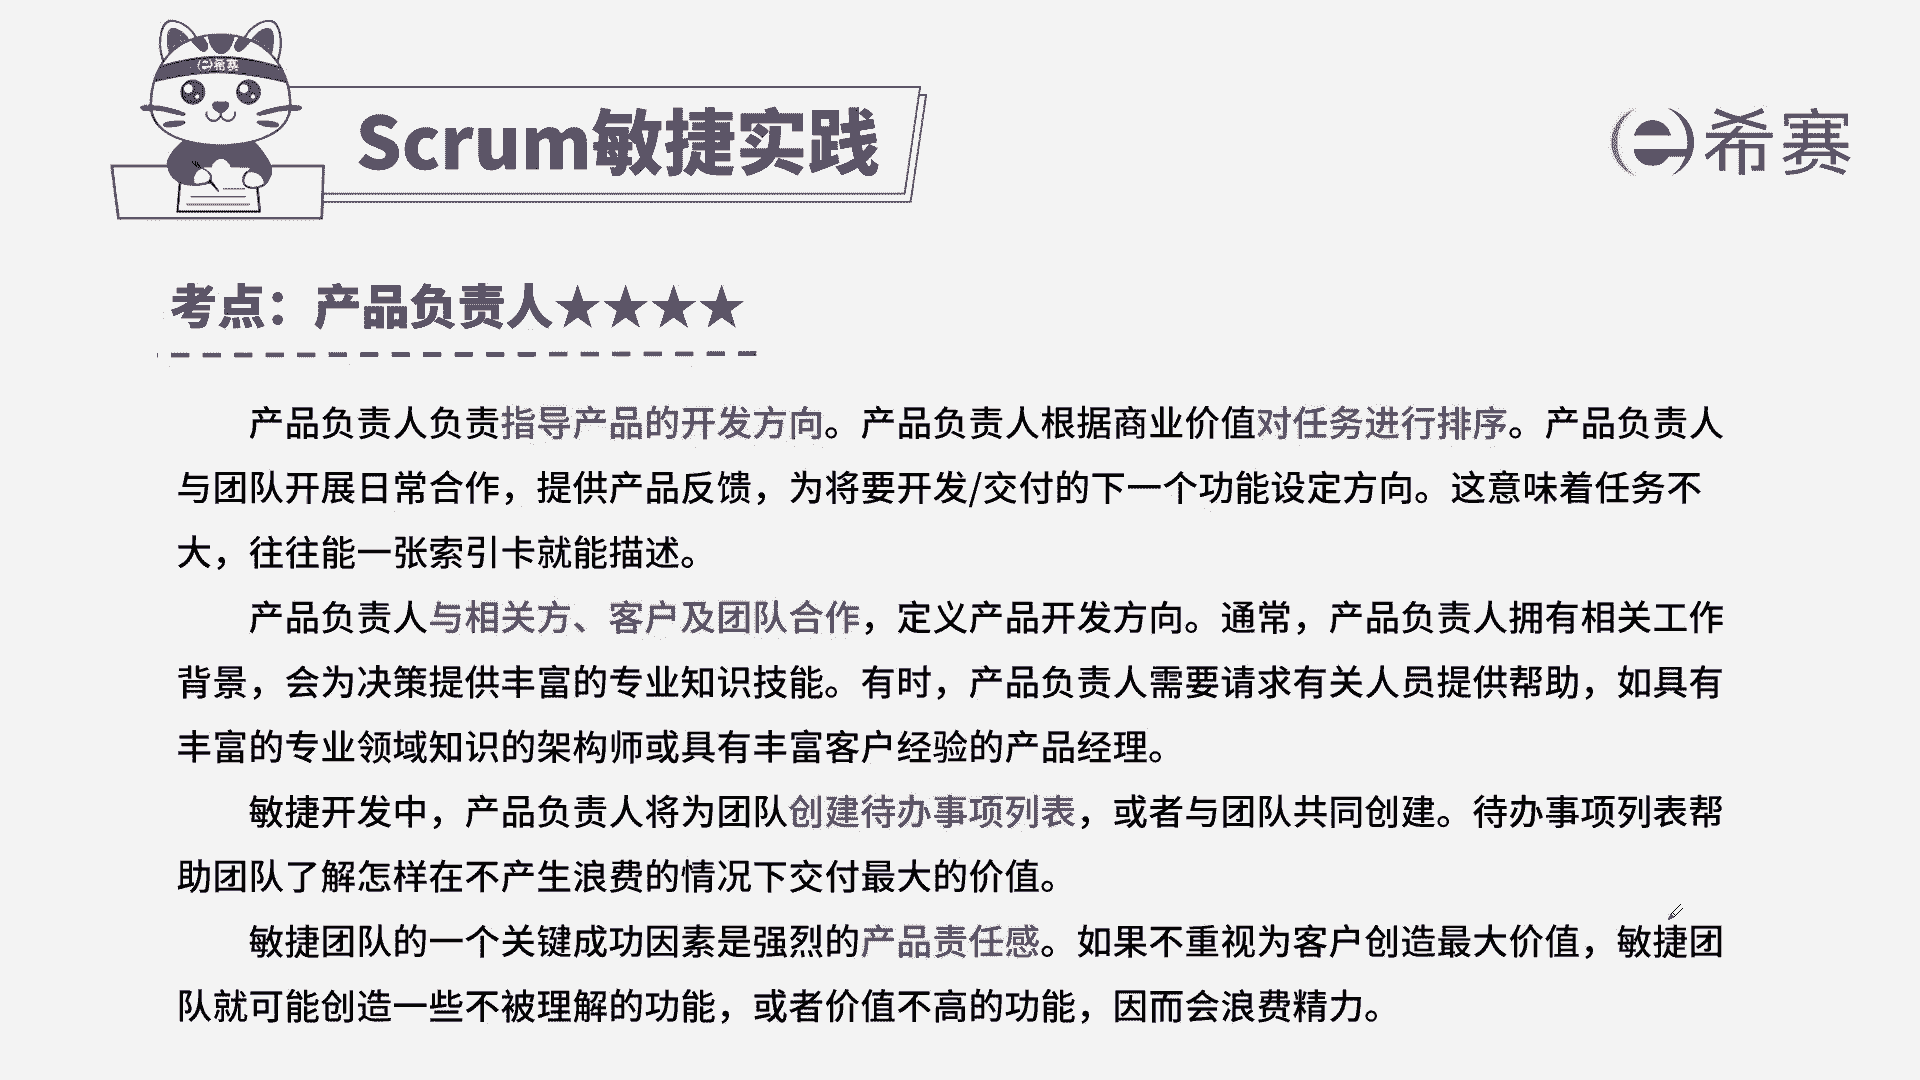 希赛
Scrum敏捷实践
希赛
考点：产品负责人★★★★
产品负责人负责指导产品的开发方向。产品负责人根据商业价值对任务进行排序。产品负责人
与团队开展日常合作，提供产品反馈，为将要开发/交付的下一个功能设定方向。这意味着任务不
大，往往能一张索引卡就能描述。
产品负责人与相关方、客户及团队合作，定义产品开发方向。通常，产品负责人拥有相关工作
背景，会为决策提供丰富的专业知识技能。有时，产品负责人需要请求有关人员提供帮助，如具有
丰富的专业领域知识的架构师或具有丰富客户经验的产品经理。
敏捷开发中，产品负责人将为团队创建待办事项列表，或者与团队共同创建。待办事项列表帮
助团队了解怎样在不产生浪费的情况下交付最大的价值。
敏捷团队的一个关键成功因素是强烈的产品责任感。如果不重视为客户创造最大价值，敏捷团
队就可能创造一些不被理解的功能，或者价值不高的功能，因而会浪费精力。